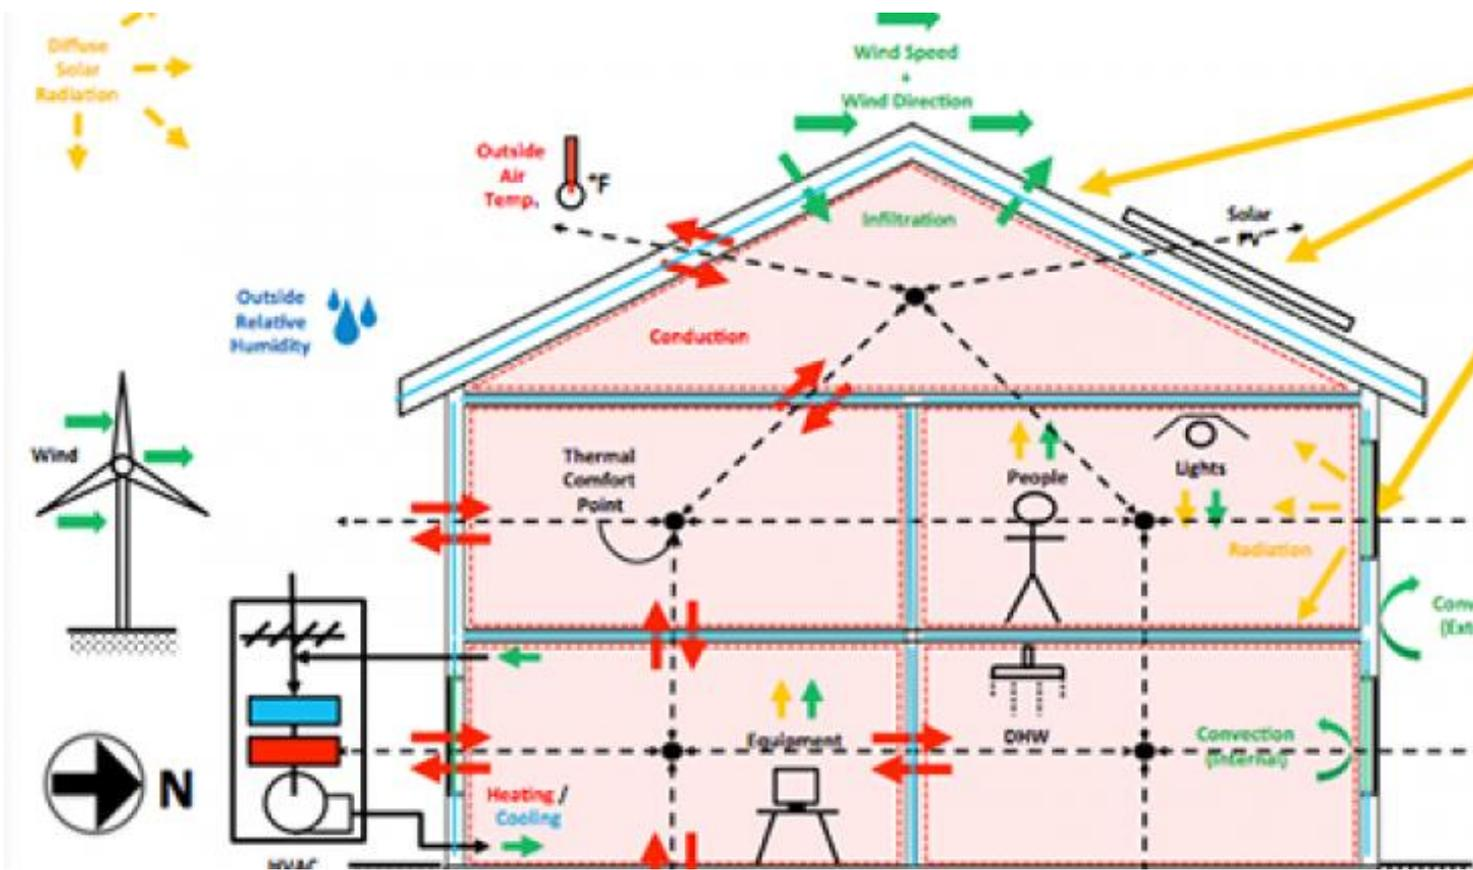 Diffuse
Solar
Radiation
Wind Speed
+
Wind Direction
Outside
Air
Temp.
°F
Infiltration
Solar
PV
Outside
Relative
Humidity
Conduction
Wind
Thermal
Comfort
Point
People
Lights
Radiation
Equipment
DHW
Convection
(Internal)
N
Heating /
Cooling
HVAC